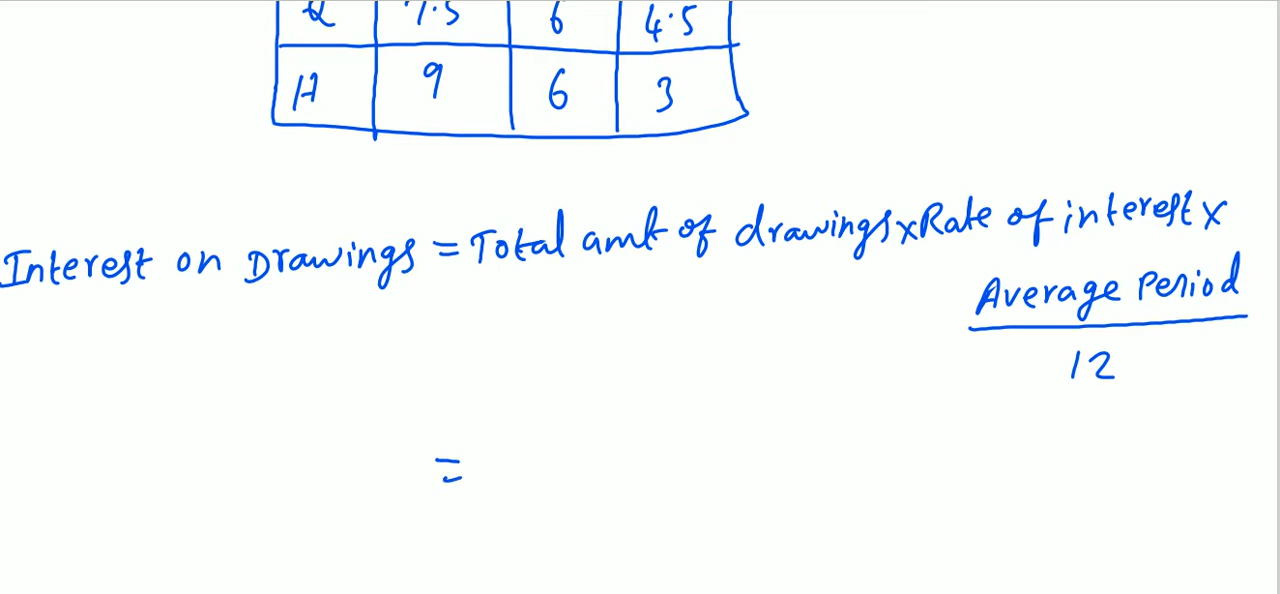 Q 7.5 6 4.5
H 9 6 3
Interest on Drawings = Total amt of drawings x Rate of interest x
Average Period
12
=